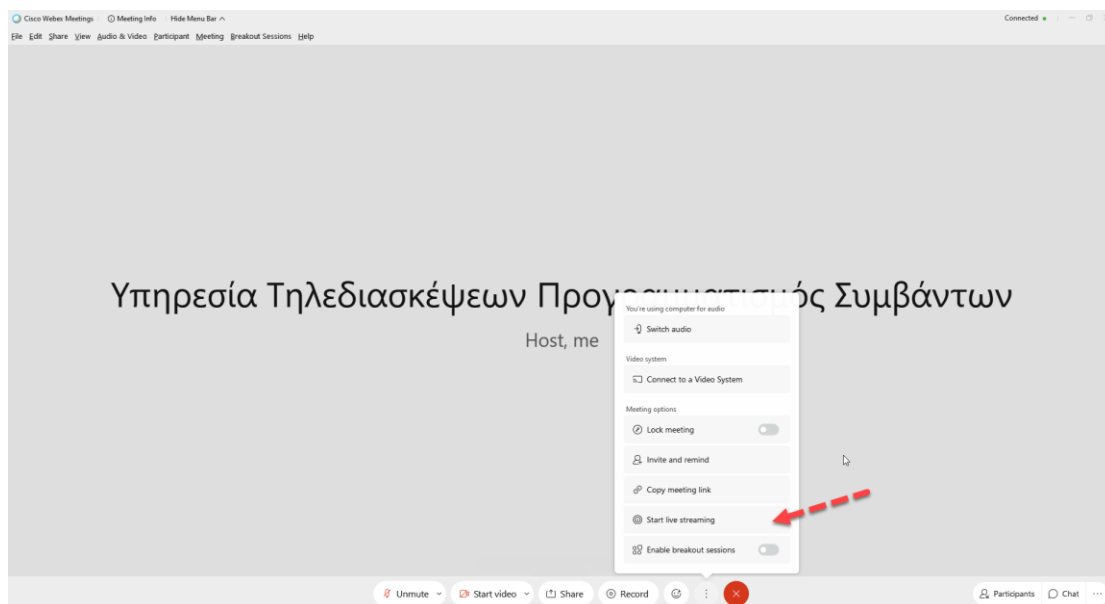 Cisco Webex Meetings Meeting Info Hide Menu Bar Connected
File Edit Share View Audio & Video Participant Meeting Breakout Sessions Help
Υπηρεσία Τηλεδιασκέψεων Προγραμματισμός Συμβάντων
Host, me
You're using computer for audio
Switch audio
Video system
Connect to a Video System
Meeting options
Lock meeting
Invite and remind
Copy meeting link
Start live streaming
Enable breakout sessions
Unmute Start video Share Record Participants Chat